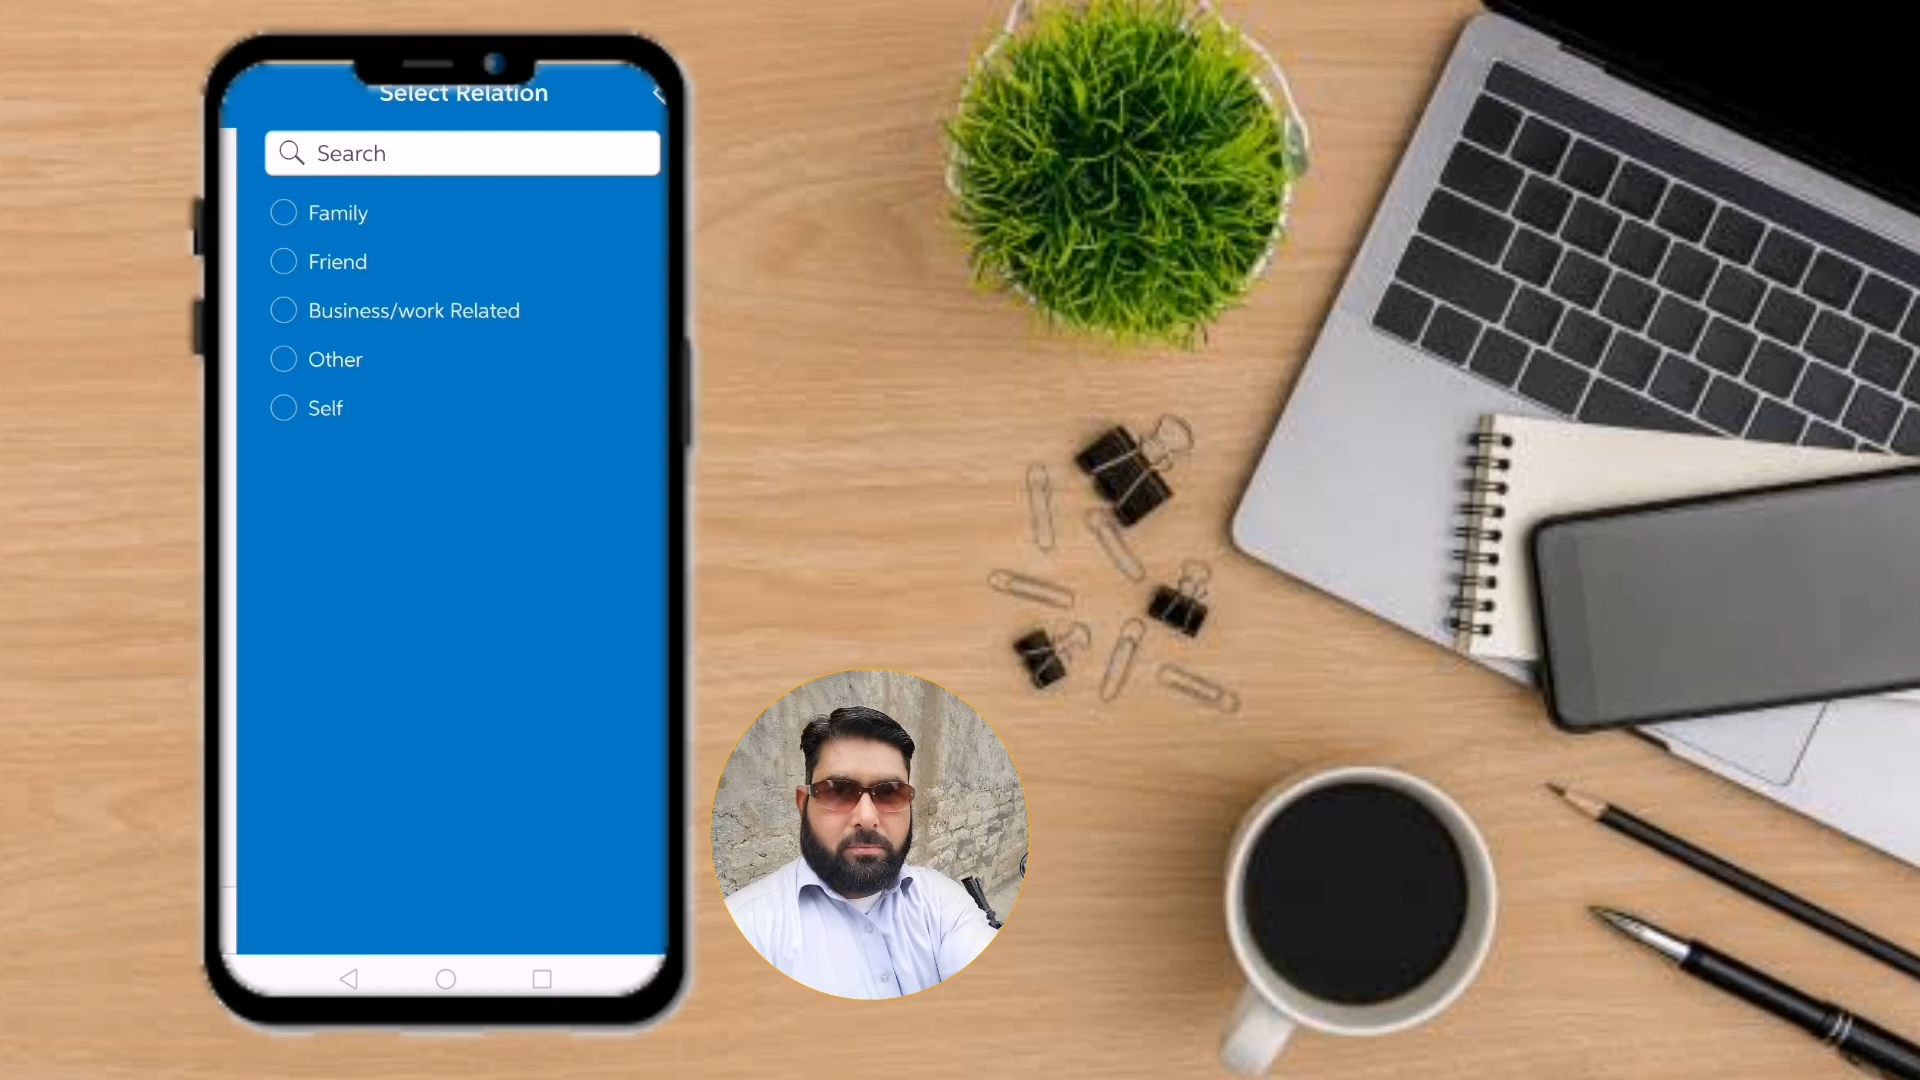 Select Relation
Search
Family
Friend
Business/work Related
Other
Self